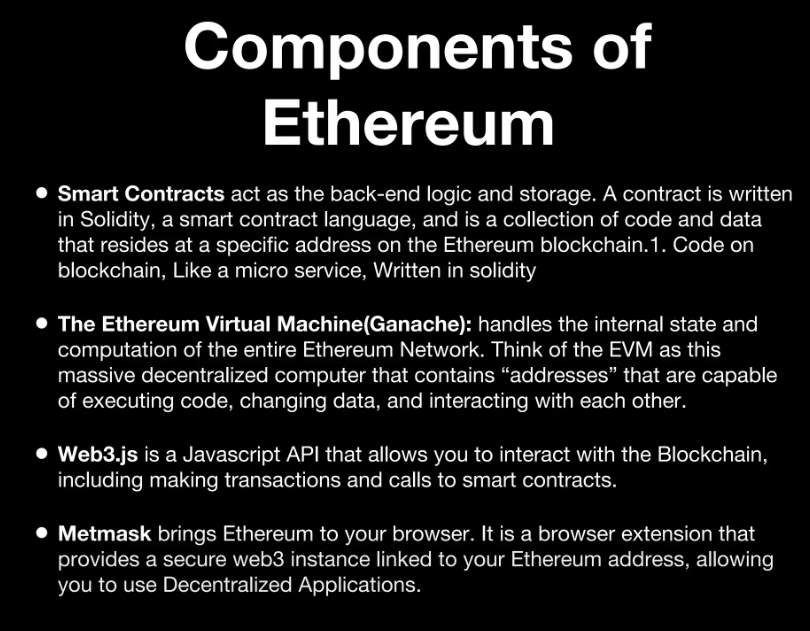 Components of
Ethereum
• Smart Contracts act as the back-end logic and storage. A contract is written
in Solidity, a smart contract language, and is a collection of code and data
that resides at a specific address on the Ethereum blockchain.1. Code on
blockchain, Like a micro service, Written in solidity
• The Ethereum Virtual Machine(Ganache): handles the internal state and
computation of the entire Ethereum Network. Think of the EVM as this
massive decentralized computer that contains “addresses” that are capable
of executing code, changing data, and interacting with each other.
• Web3.js is a Javascript API that allows you to interact with the Blockchain,
including making transactions and calls to smart contracts.
• Metmask brings Ethereum to your browser. It is a browser extension that
provides a secure web3 instance linked to your Ethereum address, allowing
you to use Decentralized Applications.